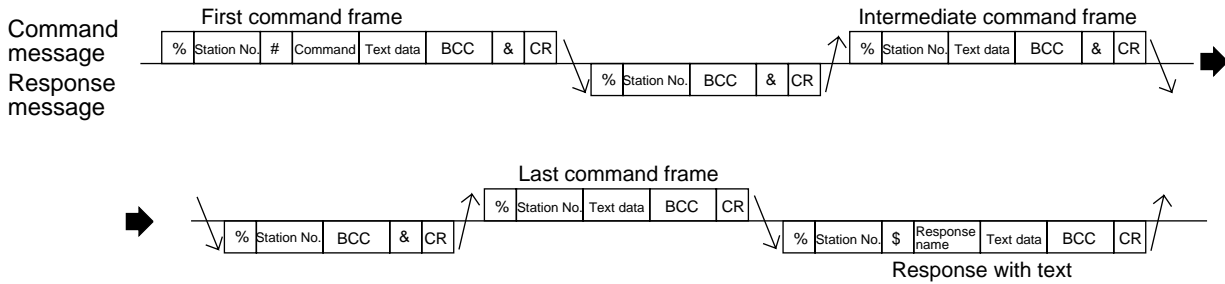 First command frame
Intermediate command frame
Command message
% Station No. # Command Text data BCC & CR
% Station No. Text data BCC & CR
Response message
% Station No. BCC & CR
Last command frame
% Station No. Text data BCC CR
% Station No. BCC & CR
% Station No. $ Response name Text data BCC CR
Response with text